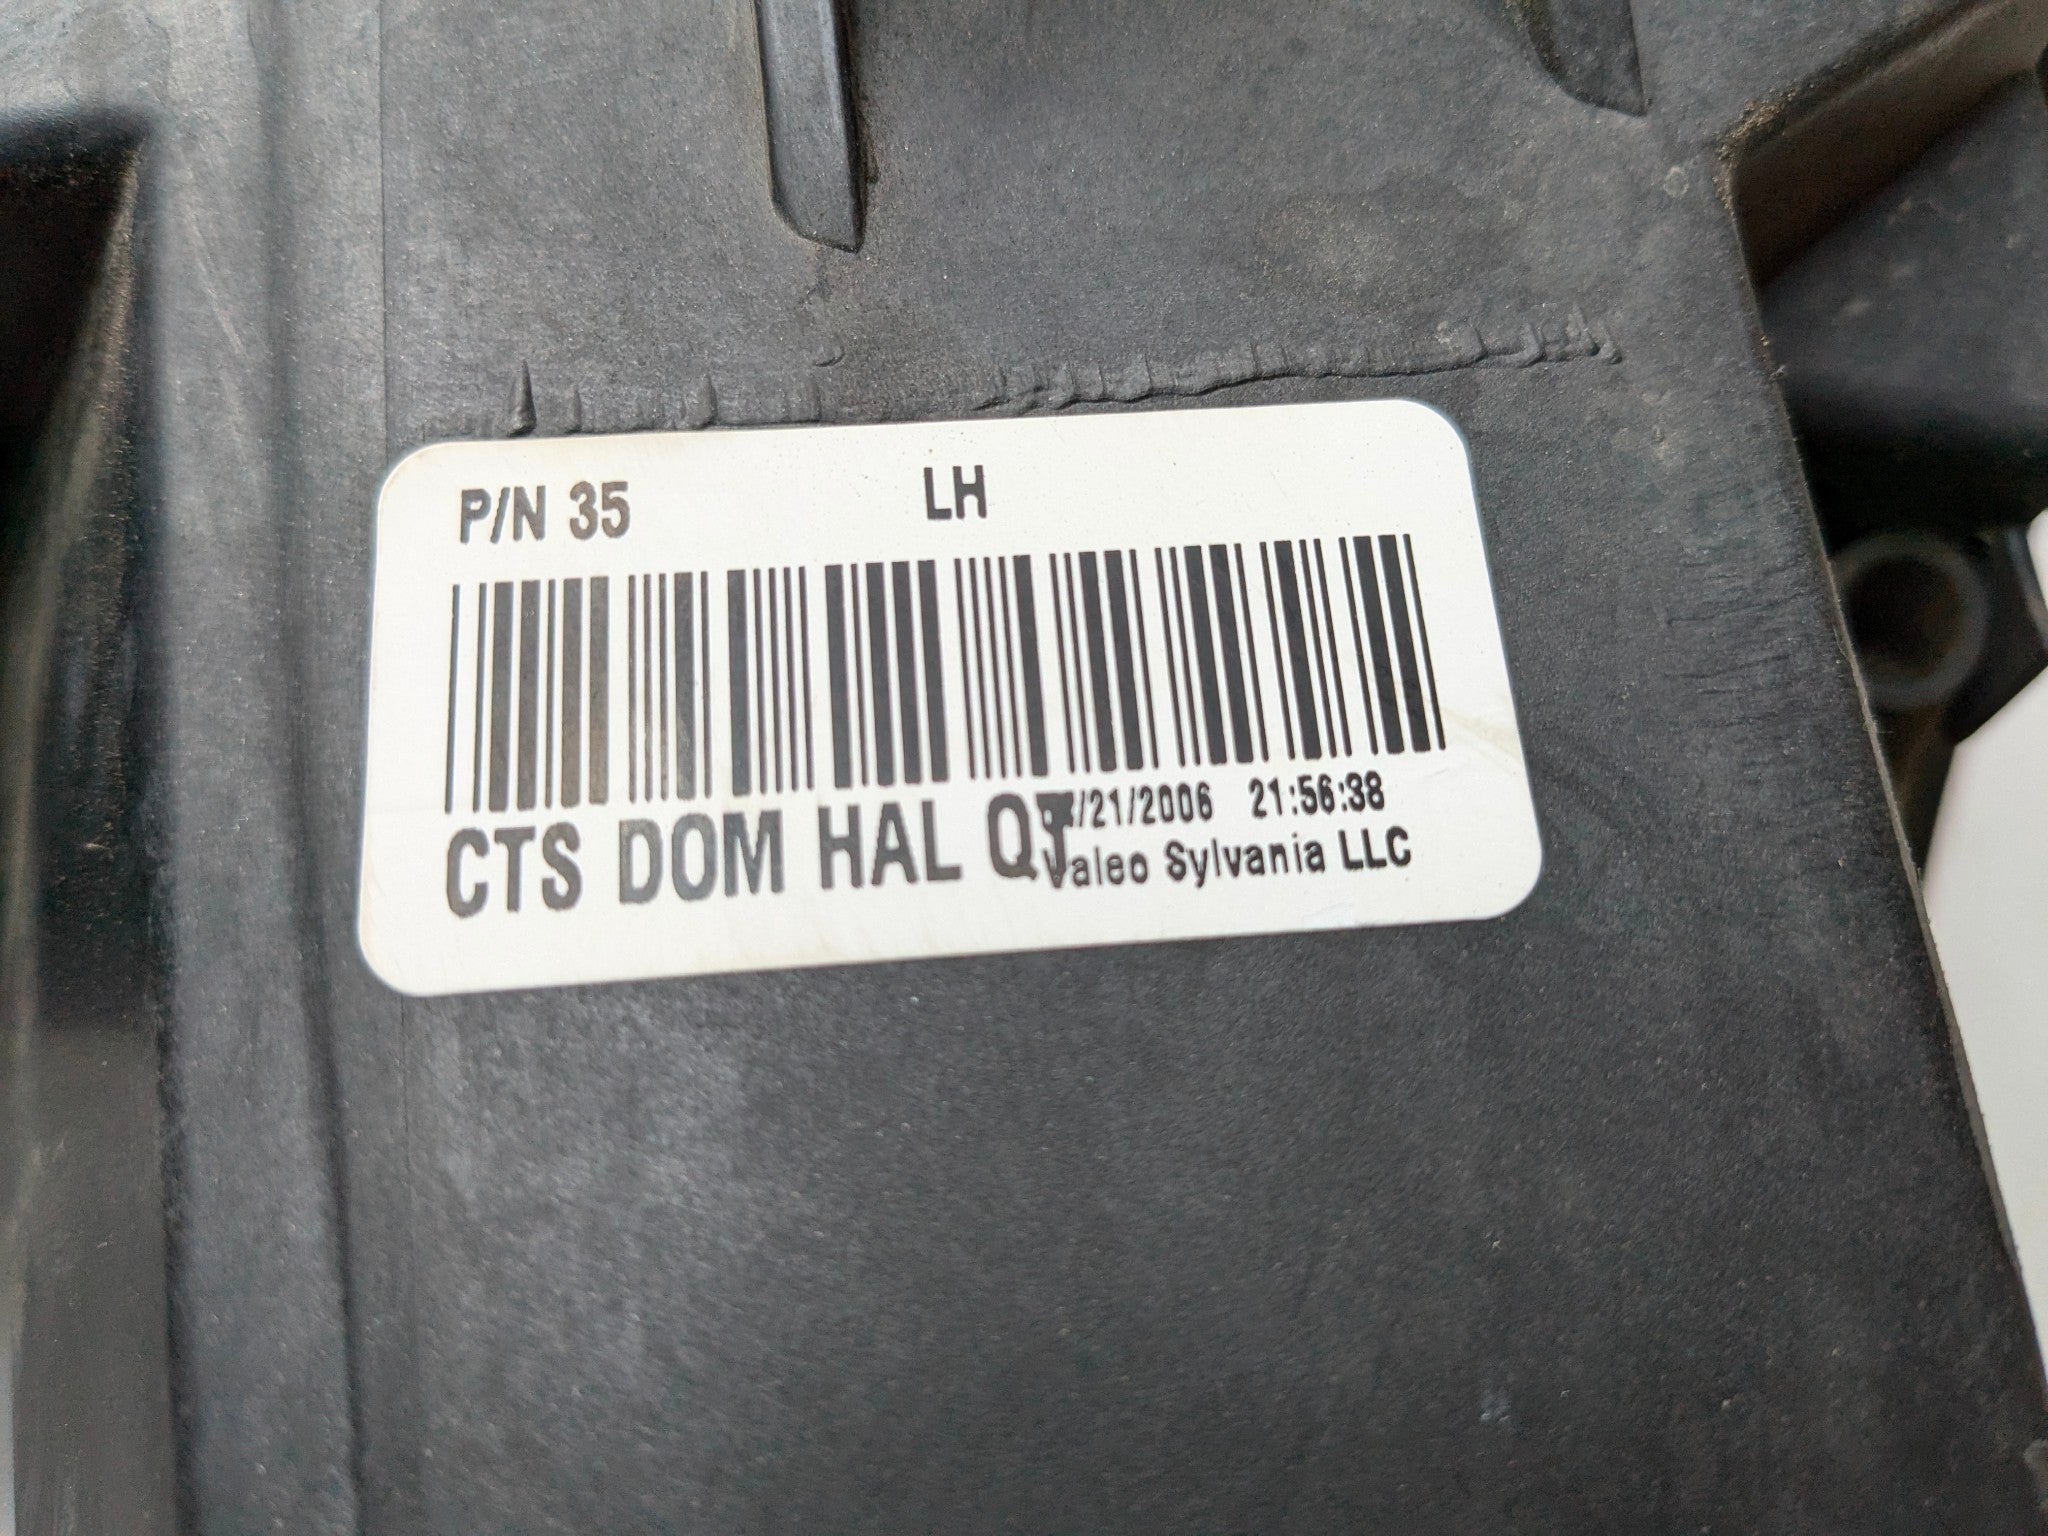 P/N 35 LH
/21/2006 21:56:38
CTS DOM HAL
Valeo Sylvania LLC